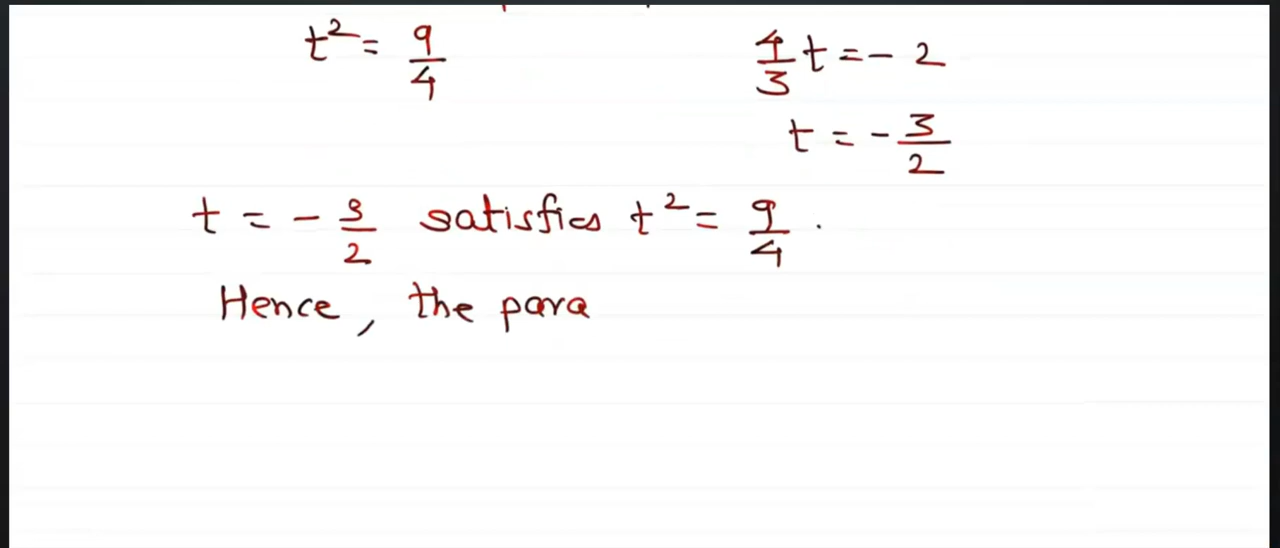 t² = 9/4
4/3 t = - 2
t = - 3/2
t = - 3/2 satisfies t² = 9/4 .
Hence, the para